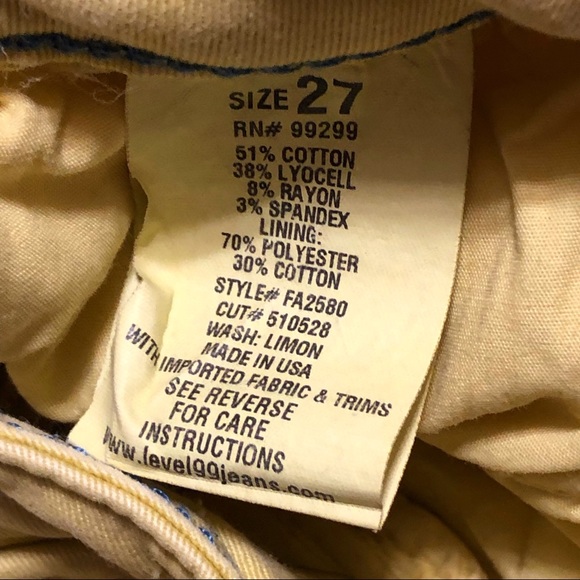 SIZE 27
RN# 99299
51% COTTON
38% LYOCELL
8% RAYON
3% SPANDEX
LINING:
70% POLYESTER
30% COTTON
STYLE# FA2580
CUT# 510528
WASH: LIMON
MADE IN USA
WITH IMPORTED FABRIC & TRIMS
SEE REVERSE
FOR CARE
INSTRUCTIONS
www.level99jeans.com